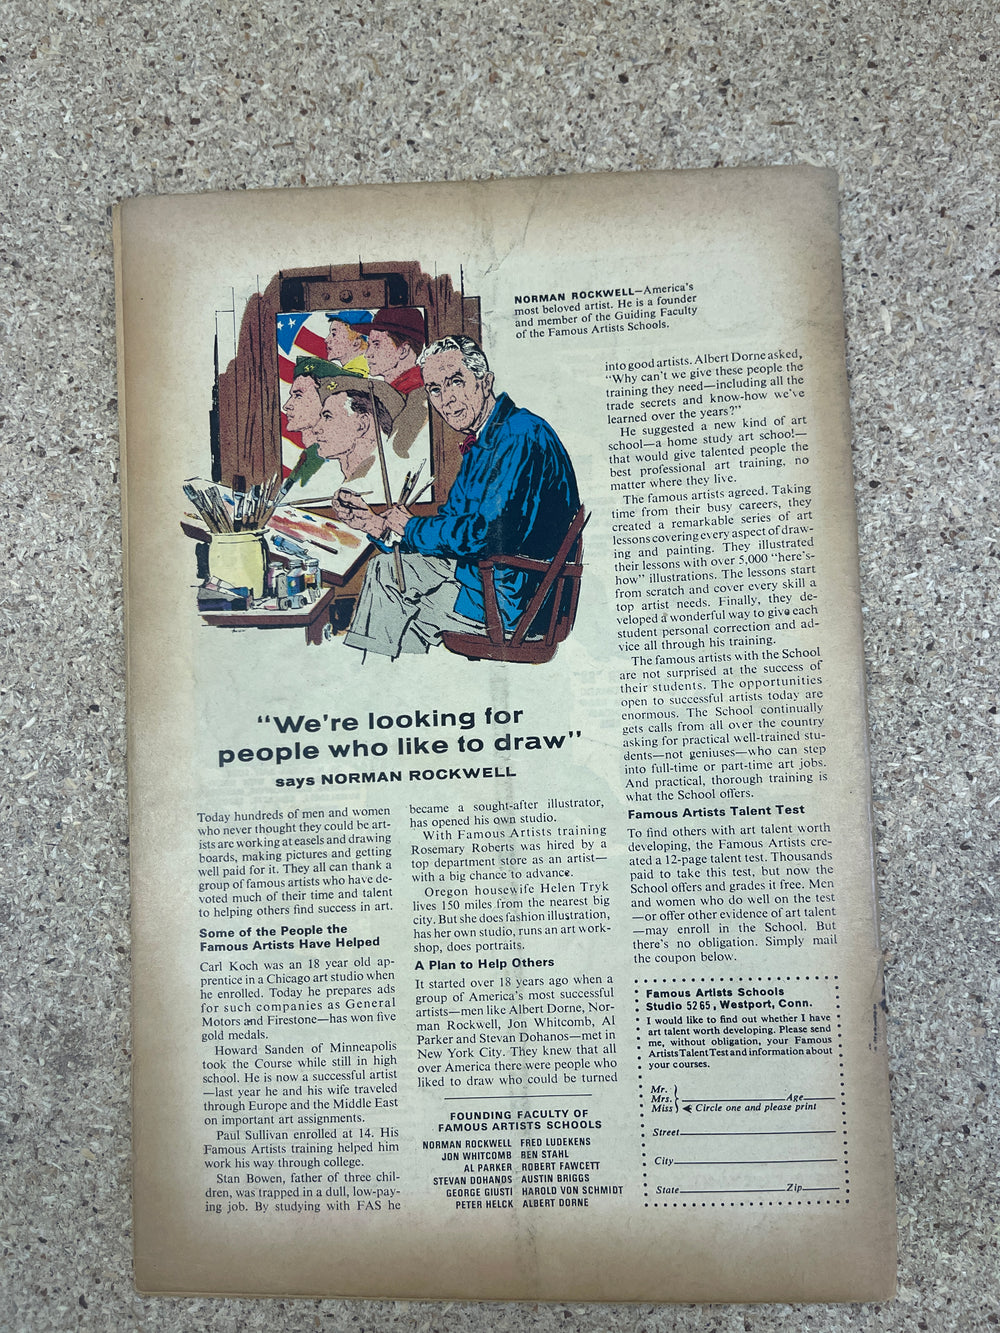 NORMAN ROCKWELL—America's
most beloved artist. He is a founder
and member of the Guiding Faculty
of the Famous Artists Schools.
"We're looking for
people who like to draw"
says NORMAN ROCKWELL
Today hundreds of men and women
who never thought they could be art-
ists are working at easels and drawing
boards, making pictures and getting
well paid for it. They all can thank a
group of famous artists who have de-
voted much of their time and talent
to helping others find success in art.
Some of the People the
Famous Artists Have Helped
Carl Koch was an 18 year old ap-
prentice in a Chicago art studio when
he enrolled. Today he prepares ads
for such companies as General
Motors and Firestone—has won five
gold medals.
Howard Sanden of Minneapolis
took the Course while still in high
school. He is now a successful artist
—last year he and his wife traveled
through Europe and the Middle East
on important art assignments.
Paul Sullivan enrolled at 14. His
Famous Artists training helped him
work his way through college.
Stan Bowen, father of three chil-
dren, was trapped in a dull, low-pay-
ing job. By studying with FAS he
became a sought-after illustrator,
has opened his own studio.
With Famous Artists training
Rosemary Roberts was hired by a
top department store as an artist—
with a big chance to advance.
Oregon housewife Helen Tryk
lives 150 miles from the nearest big
city. But she does fashion illustration,
has her own studio, runs an art work-
shop, does portraits.
A Plan to Help Others
It started over 18 years ago when a
group of America's most successful
artists—men like Albert Dorne, Nor-
man Rockwell, Jon Whitcomb, Al
Parker and Stevan Dohanos—met in
New York City. They knew that all
over America there were people who
liked to draw who could be turned
FOUNDING FACULTY OF
FAMOUS ARTISTS SCHOOLS
NORMAN ROCKWELL FRED LUDEKENS
JON WHITCOMB BEN STAHL
AL PARKER ROBERT FAWCETT
STEVAN DOHANOS AUSTIN BRIGGS
GEORGE GIUSTI HAROLD VON SCHMIDT
PETER HELCK ALBERT DORNE
into good artists. Albert Dorne asked,
"Why can't we give these people the
training they need—including all the
trade secrets and know-how we've
learned over the years?"
He suggested a new kind of art
school—a home study art school—
that would give talented people the
best professional art training, no
matter where they live.
The famous artists agreed. Taking
time from their busy careers, they
created a remarkable series of art
lessons covering every aspect of draw-
ing and painting. They illustrated
their lessons with over 5,000 "here's-
how" illustrations. The lessons start
from scratch and cover every skill a
top artist needs. Finally, they de-
veloped a wonderful way to give each
student personal correction and ad-
vice all through his training.
The famous artists with the School
are not surprised at the success of
their students. The opportunities
open to successful artists today are
enormous. The School continually
gets calls from all over the country
asking for practical well-trained stu-
dents—not geniuses—who can step
into full-time or part-time art jobs.
And practical, thorough training is
what the School offers.
Famous Artists Talent Test
To find others with art talent worth
developing, the Famous Artists cre-
ated a 12-page talent test. Thousands
paid to take this test, but now the
School offers and grades it free. Men
and women who do well on the test
—or offer other evidence of art talent
—may enroll in the School. But
there's no obligation. Simply mail
the coupon below.
Famous Artists Schools
Studio 5265, Westport, Conn.
I would like to find out whether I have
art talent worth developing. Please send
me, without obligation, your Famous
Artists Talent Test and information about
your courses.
Mr.
Mrs. Age
Miss Circle one and please print
Street
City
State Zip